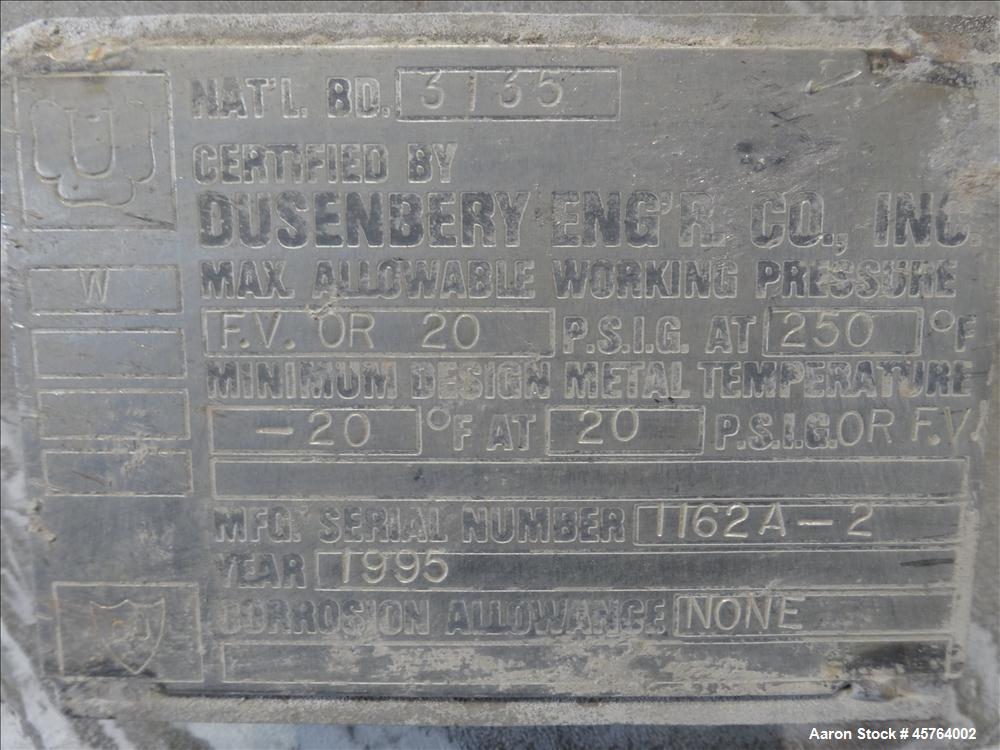 U
NAT'L. BD. 3135
CERTIFIED BY
DUSENBERY ENG'R. CO., INC.
W
MAX. ALLOWABLE WORKING PRESSURE
F.V. OR 20 P.S.I.G. AT 250 °F
MINIMUM DESIGN METAL TEMPERATURE
-20 °F AT 20 P.S.I.G. OR F.V.
MFG. SERIAL NUMBER 1162A-2
YEAR 1995
CORROSION ALLOWANCE NONE
Aaron Stock # 45764002